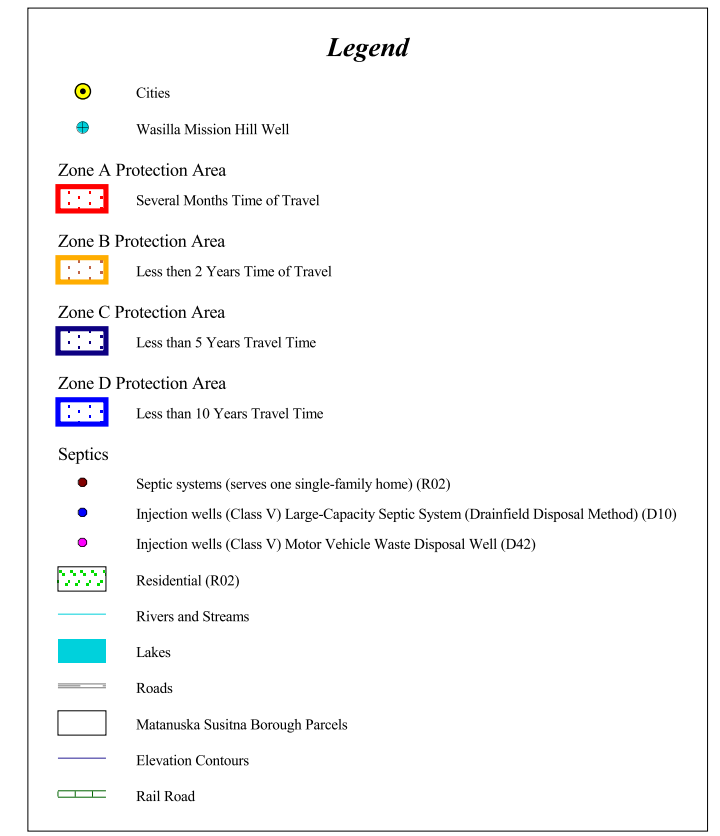 Legend
Cities
Wasilla Mission Hill Well
Zone A Protection Area
Several Months Time of Travel
Zone B Protection Area
Less then 2 Years Time of Travel
Zone C Protection Area
Less than 5 Years Travel Time
Zone D Protection Area
Less than 10 Years Travel Time
Septics
Septic systems (serves one single-family home) (R02)
Injection wells (Class V) Large-Capacity Septic System (Drainfield Disposal Method) (D10)
Injection wells (Class V) Motor Vehicle Waste Disposal Well (D42)
Residential (R02)
Rivers and Streams
Lakes
Roads
Matanuska Susitna Borough Parcels
Elevation Contours
Rail Road